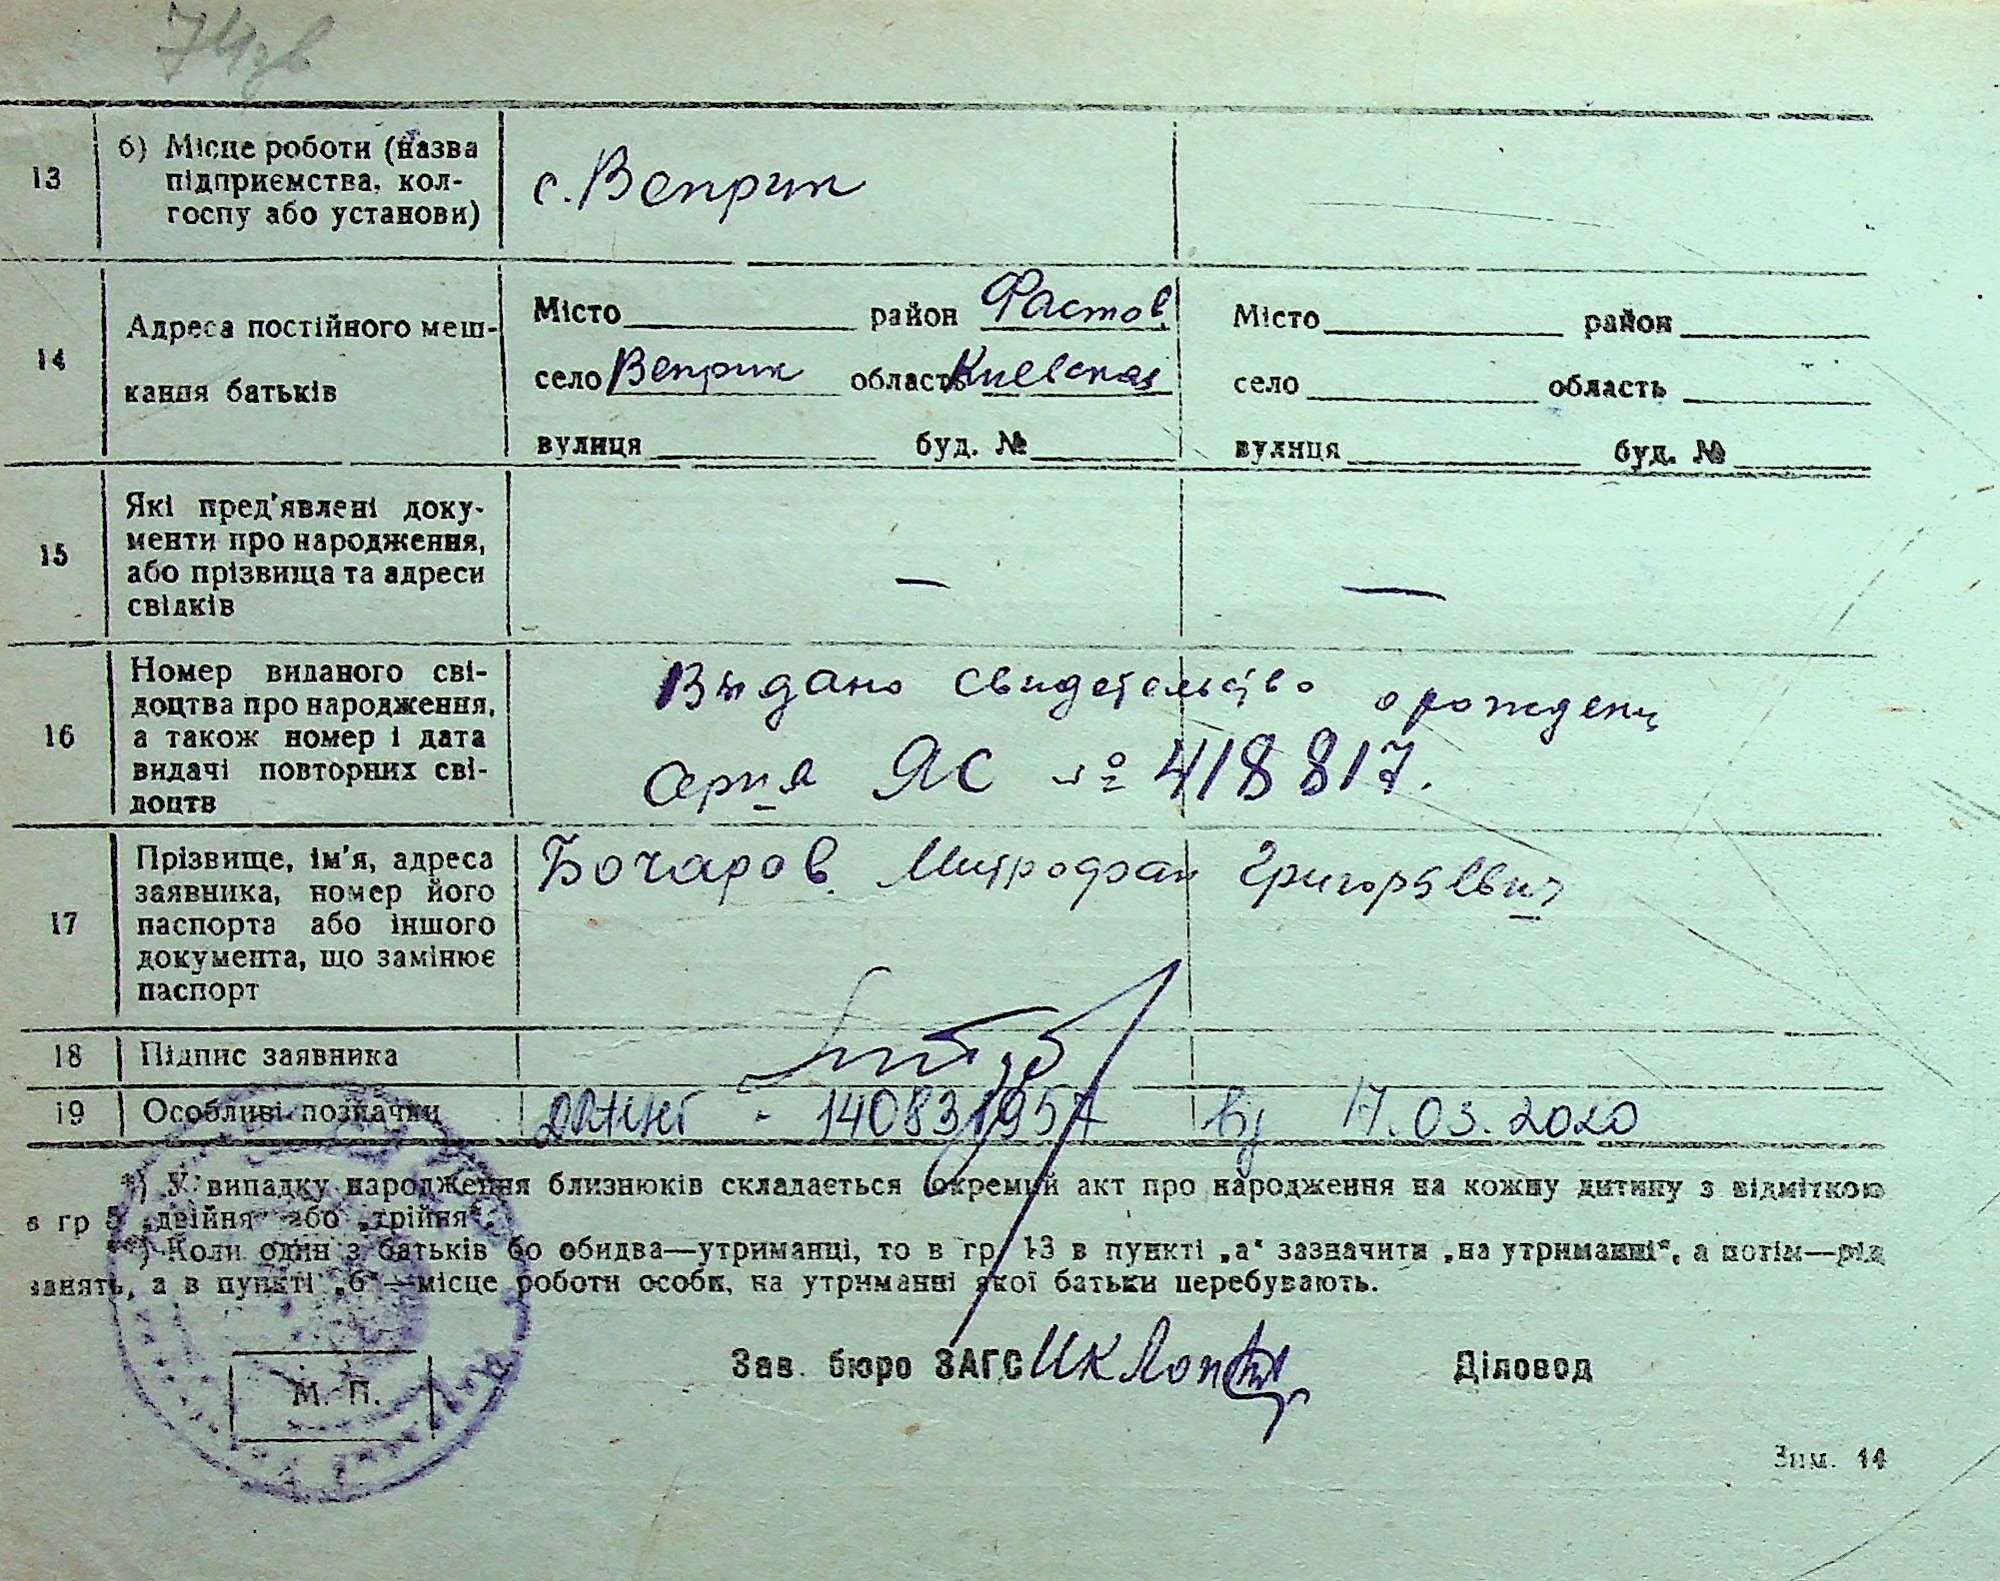 13
б) Місце роботи (назва
підприємства, кол-
госпу або установи)
с. Веприк
14
Адреса постійного меш-
кання батьків
Місто район Фастов
село Веприк область Киевская
вулиця буд. №
Місто район
село область
вулиця буд. №
15
Які пред'явлені доку-
менти про народження,
або прізвища та адреси
свідків
—
—
16
Номер виданого сві-
доцтва про народження,
а також номер і дата
видачі повторних сві-
доцтв
Выдано свидетельство о рождени
серия ЯС № 418817.
17
Прізвище, ім'я, адреса
заявника, номер його
паспорта або іншого
документа, що замінює
паспорт
Бочаров Митрофан Григорьевич
18
Підпис заявника
19
Особливі позначки
ДРАЦСГ - 14083195 17.03.2020
*) У випадку народження близнюків складається окремий акт про народження на кожну дитину з відміткою
в гр 5 „двійня" або „трійня".
**) Коли один з батьків бо обидва—утриманці, то в гр. 13 в пункті „а" зазначити „на утриманні", а потім—рід
занять, а в пункті „б"—місце роботи особи, на утриманні якої батьки перебувають.
Зав. бюро ЗАГС
Діловод
М. П.
Зим. 14